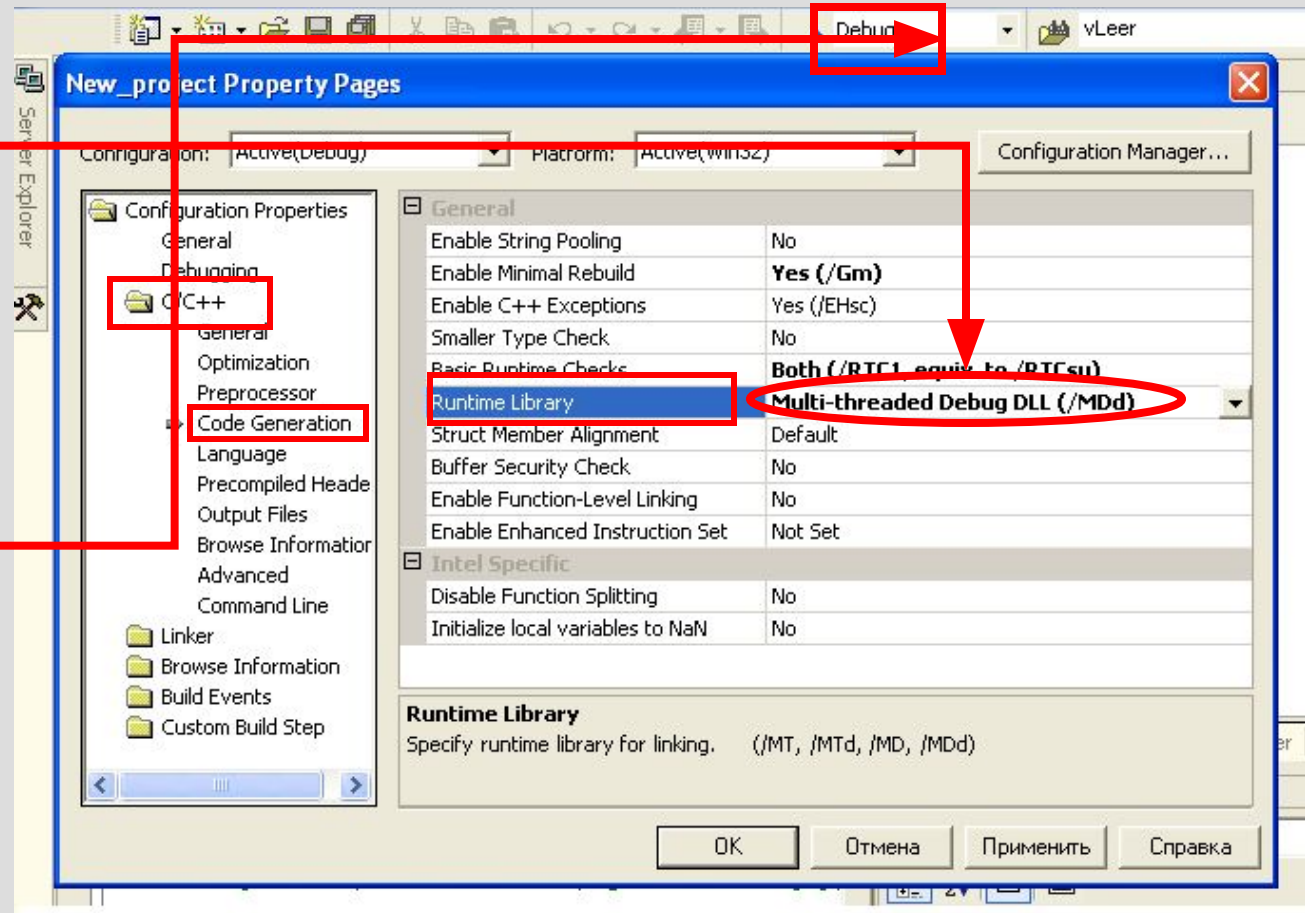 Debug vLeer
New_project Property Pages
Server Explorer
Configuration: Active(Debug) Platform: Active(Win32) Configuration Manager...
Configuration Properties
General
Debugging
C/C++
General
Optimization
Preprocessor
Code Generation
Language
Precompiled Heade
Output Files
Browse Information
Advanced
Command Line
Linker
Browse Information
Build Events
Custom Build Step
General
Enable String Pooling No
Enable Minimal Rebuild Yes (/Gm)
Enable C++ Exceptions Yes (/EHsc)
Smaller Type Check No
Basic Runtime Checks Both (/RTC1, equiv. to /RTCsu)
Runtime Library Multi-threaded Debug DLL (/MDd)
Struct Member Alignment Default
Buffer Security Check No
Enable Function-Level Linking No
Enable Enhanced Instruction Set Not Set
Intel Specific
Disable Function Splitting No
Initialize local variables to NaN No
Runtime Library
Specify runtime library for linking. (/MT, /MTd, /MD, /MDd)
OK Отмена Применить Справка